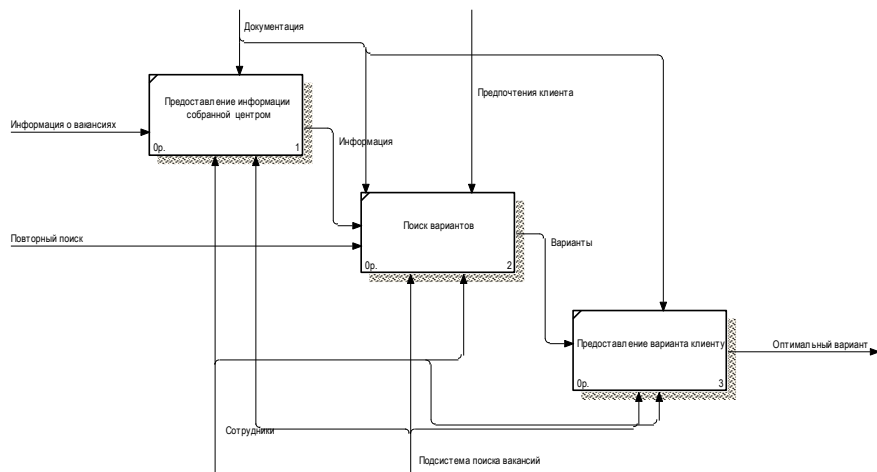 Документация
Предпочтения клиента
Предоставление информации
собранной центром
0р.
1
Информация о вакансиях
Информация
Поиск вариантов
0р.
2
Повторный поиск
Варианты
Предоставление варианта клиенту
0р.
3
Оптимальный вариант
Сотрудники
Подсистема поиска вакансий